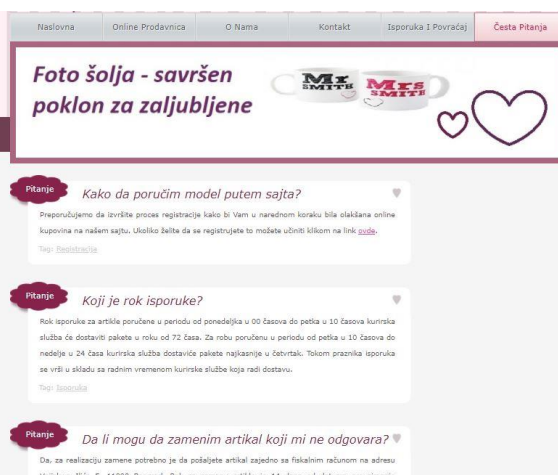 Naslovna Online Prodavnica O Nama Kontakt Isporuka I Povraćaj Česta Pitanja
Foto šolja - savršen
poklon za zaljubljene
Mr
SMITH
Mrs
SMITH
Pitanje
Kako da poručim model putem sajta?
Preporučujemo da izvršite proces registracije kako bi Vam u narednom koraku bila olakšana online
kupovina na našem sajtu. Ukoliko želite da se registrujete to možete učiniti klikom na link ovde.
Tag: Registracija
Pitanje
Koji je rok isporuke?
Rok isporuke za artikle poručene u periodu od ponedeljka u 00 časova do petka u 10 časova kurirska
služba će dostaviti pakete u roku od 72 časa. Za robu poručenu u periodu od petka u 10 časova do
nedelje u 24 časa kurirska služba dostaviće pakete najkasnije u četvrtak. Tokom praznika isporuka
se vrši u skladu sa radnim vremenom kurirske službe koja radi dostavu.
Tag: Isporuka
Pitanje
Da li mogu da zamenim artikal koji mi ne odgovara?
Da, za realizaciju zamene potrebno je da pošaljete artikal zajedno sa fiskalnim računom na adresu